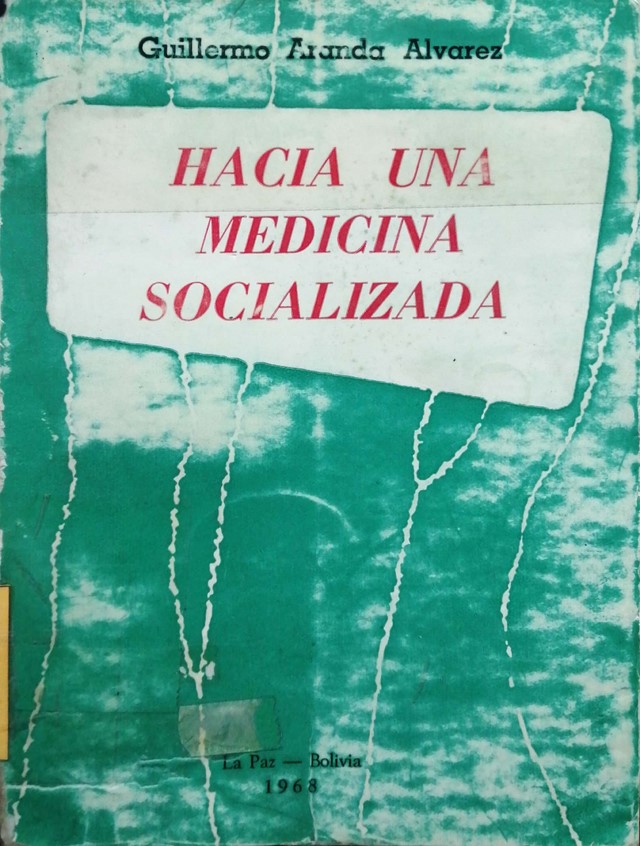 Guillermo Aranda Alvarez
HACIA UNA
MEDICINA
SOCIALIZADA
La Paz — Bolivia
1968